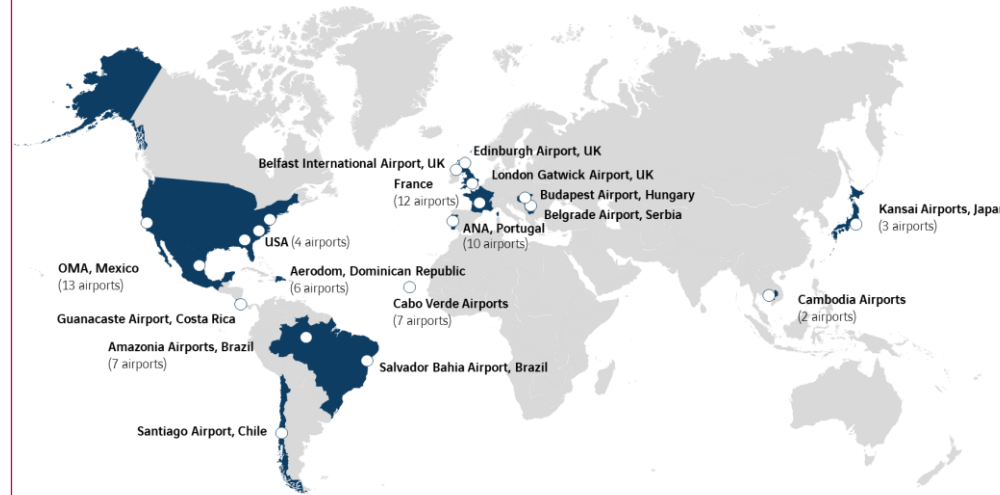 Edinburgh Airport, UK
Belfast International Airport, UK
London Gatwick Airport, UK
France
(12 airports)
Budapest Airport, Hungary
Belgrade Airport, Serbia
Kansai Airports, Japa
(3 airports)
ANA, Portugal
(10 airports)
USA (4 airports)
OMA, Mexico
(13 airports)
Aerodom, Dominican Republic
(6 airports)
Cabo Verde Airports
(7 airports)
Cambodia Airports
(2 airports)
Guanacaste Airport, Costa Rica
Amazonia Airports, Brazil
(7 airports)
Salvador Bahia Airport, Brazil
Santiago Airport, Chile